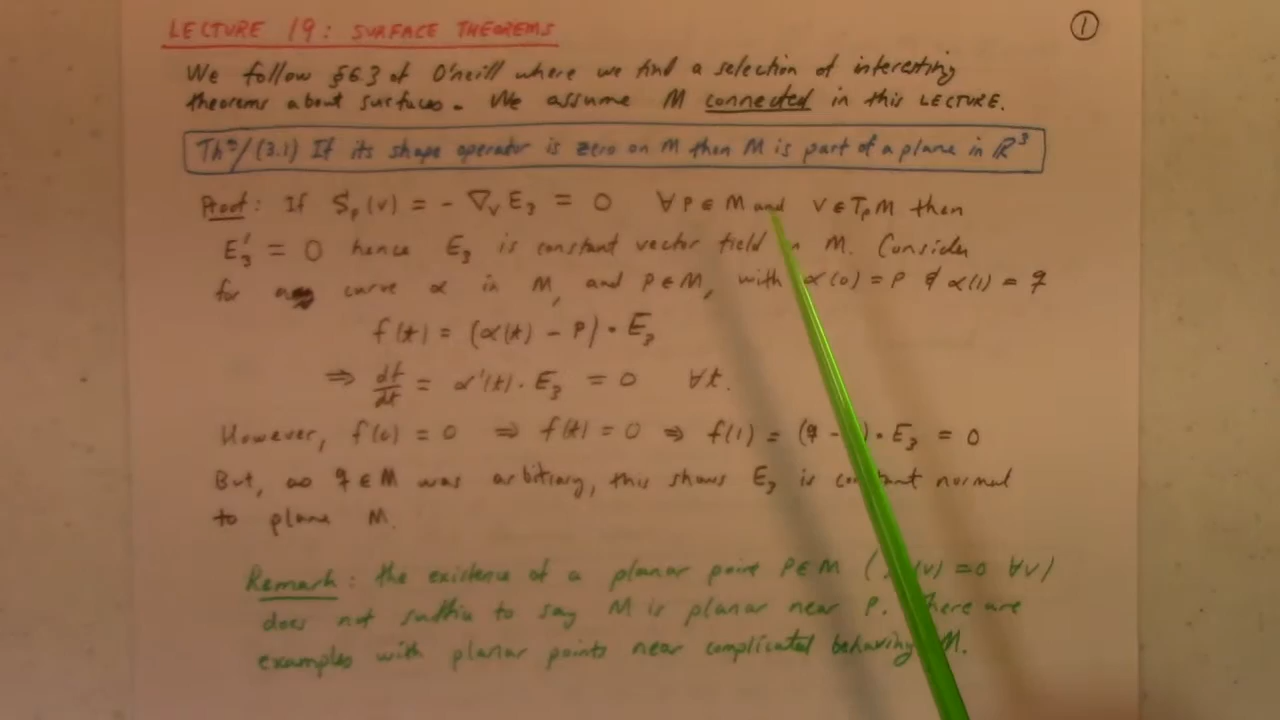 LECTURE 19: SURFACE THEOREMS
①
We follow §6.3 of O'neill where we find a selection of interesting
theorems about surfaces. We assume M connected in this LECTURE.
Thm/(3.1) If its shape operator is zero on M then M is part of a plane in ℝ³
Proof: If Sₚ(v) = - ∇ᵥE₃ = 0 ∀ p ∈ M and v ∈ TₚM then
E₃' = 0 hence E₃ is constant vector field M. Consider
for a curve α in M, and p ∈ M, with α(0) = p & α(1) = q
f(t) = (α(t) - p) · E₃
⇒ df/dt = α'(t) · E₃ = 0 ∀t.
However, f(0) = 0 ⇒ f(t) = 0 ⇒ f(1) = (q - ) · E₃ = 0
But, as q ∈ M was arbitrary, this shows E₃ is constant normal
to plane M.
Remark: the existence of a planar point p ∈ M ( (v) = 0 ∀v)
does not suffice to say M is planar near p. There are
examples with planar points near complicated behaving M.